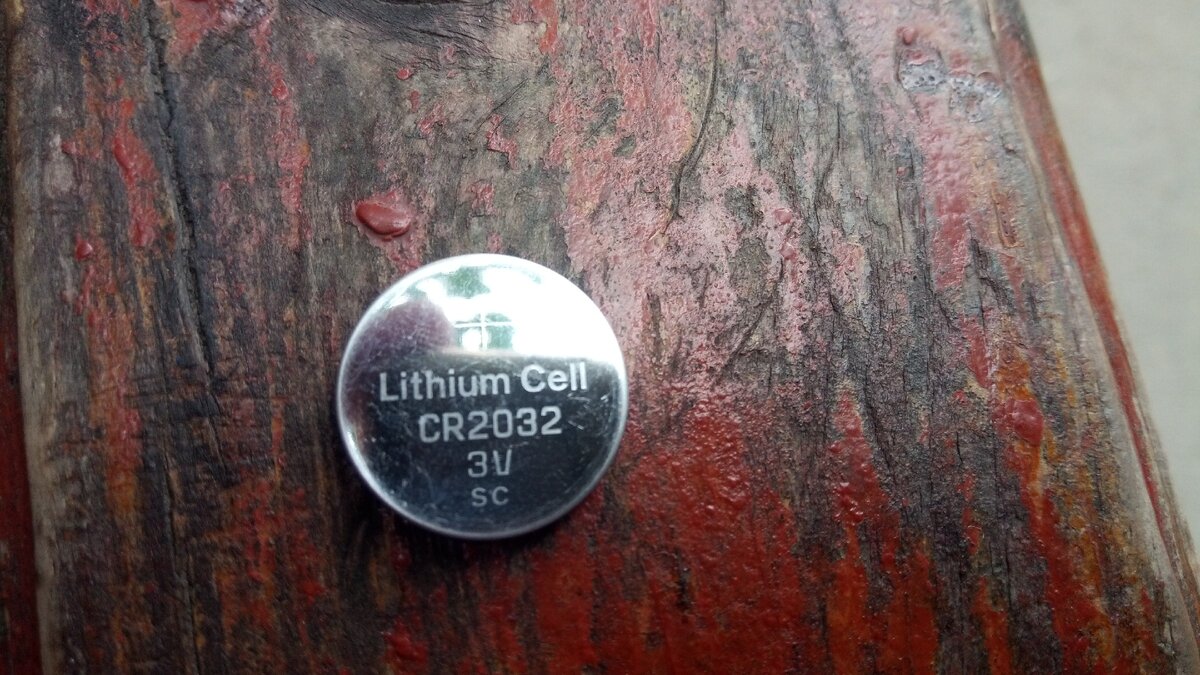 Lithium Cell
CR2032
3V
SC